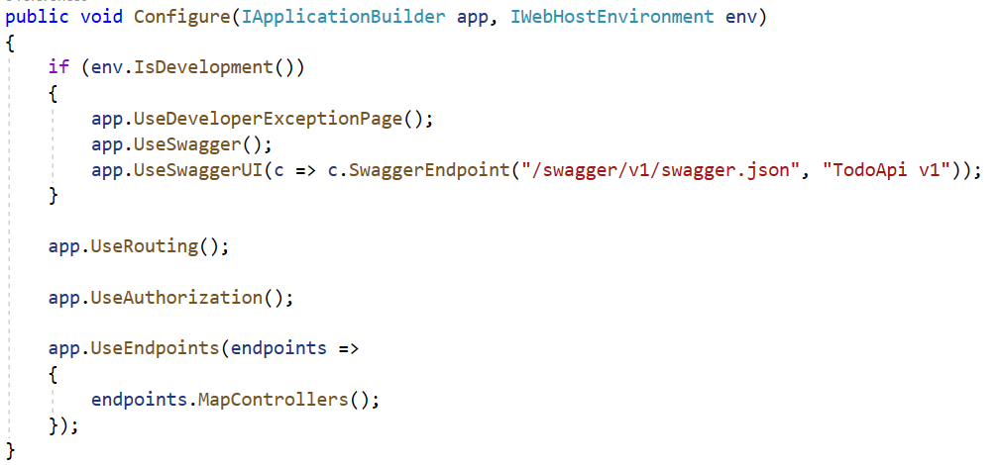 public void Configure(IApplicationBuilder app, IWebHostEnvironment env)
{
    if (env.IsDevelopment())
    {
        app.UseDeveloperExceptionPage();
        app.UseSwagger();
        app.UseSwaggerUI(c => c.SwaggerEndpoint("/swagger/v1/swagger.json", "TodoApi v1"));
    }

    app.UseRouting();

    app.UseAuthorization();

    app.UseEndpoints(endpoints =>
    {
        endpoints.MapControllers();
    });
}